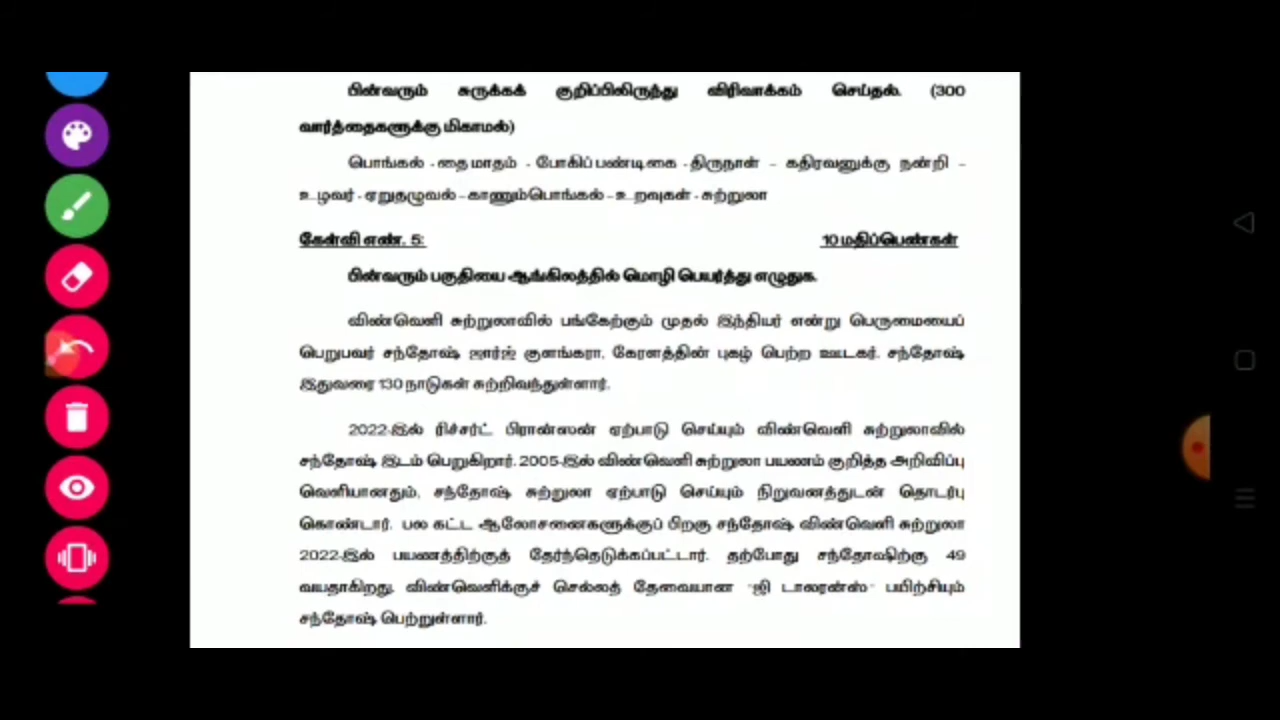 பின்வரும் சுருக்கக் குறிப்பிலிருந்து விரிவாக்கம் செய்தல். (300
வார்த்தைகளுக்கு மிகாமல்)
பொங்கல் - தை மாதம் - போகிப் பண்டிகை - திருநாள் – கதிரவனுக்கு நன்றி –
உழவர் - ஏறுதழுவல் – காணும்பொங்கல் – உறவுகள் - சுற்றுலா
கேள்வி எண். 5:
10 மதிப்பெண்கள்
பின்வரும் பகுதியை ஆங்கிலத்தில் மொழி பெயர்த்து எழுதுக.
விண்வெளி சுற்றுலாவில் பங்கேற்கும் முதல் இந்தியர் என்று பெருமையைப்
பெறுபவர் சந்தோஷ் ஜார்ஜ் குளங்கரா, கேரளத்தின் புகழ் பெற்ற ஊடகர். சந்தோஷ்
இதுவரை 130 நாடுகள் சுற்றிவந்துள்ளார்.
2022-இல் ரிச்சர்ட் பிரான்ஸன் ஏற்பாடு செய்யும் விண்வெளி சுற்றுலாவில்
சந்தோஷ் இடம் பெறுகிறார். 2005-இல் விண்வெளி சுற்றுலா பயணம் குறித்த அறிவிப்பு
வெளியானதும், சந்தோஷ் சுற்றுலா ஏற்பாடு செய்யும் நிறுவனத்துடன் தொடர்பு
கொண்டார். பல கட்ட ஆலோசனைகளுக்குப் பிறகு சந்தோஷ் விண்வெளி சுற்றுலா
2022-இல் பயணத்திற்குத் தேர்ந்தெடுக்கப்பட்டார். தற்போது சந்தோஷிற்கு 49
வயதாகிறது. விண்வெளிக்குச் செல்லத் தேவையான "ஜி டாலரன்ஸ்" பயிற்சியும்
சந்தோஷ் பெற்றுள்ளார்.